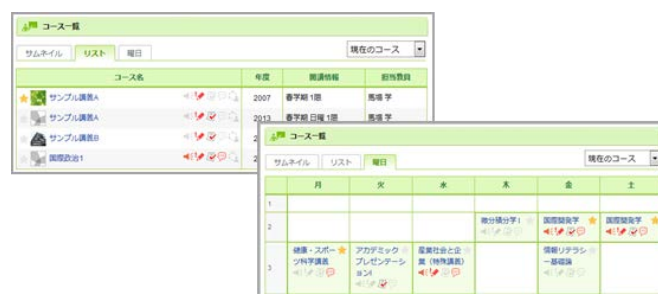 コース一覧
サムネイル リスト 曜日 現在のコース
コース名 年度 開講情報 担当教員
サンプル講義A 2007 春学期 1限 馬場 学
サンプル講義A 2013 春学期 日曜 1限 馬場 学
サンプル講義B 2
国際政治1 2
コース一覧
サムネイル リスト 曜日 現在のコース
月 火 水 木 金 土
1
2 微分積分学1 国際開発学 国際開発学
3 健康・スポー アカデミック 産業社会と企 情報リテラシ
ツ科学講義 プレゼンテーシ 業（特殊講義） ー基礎論
ョンI